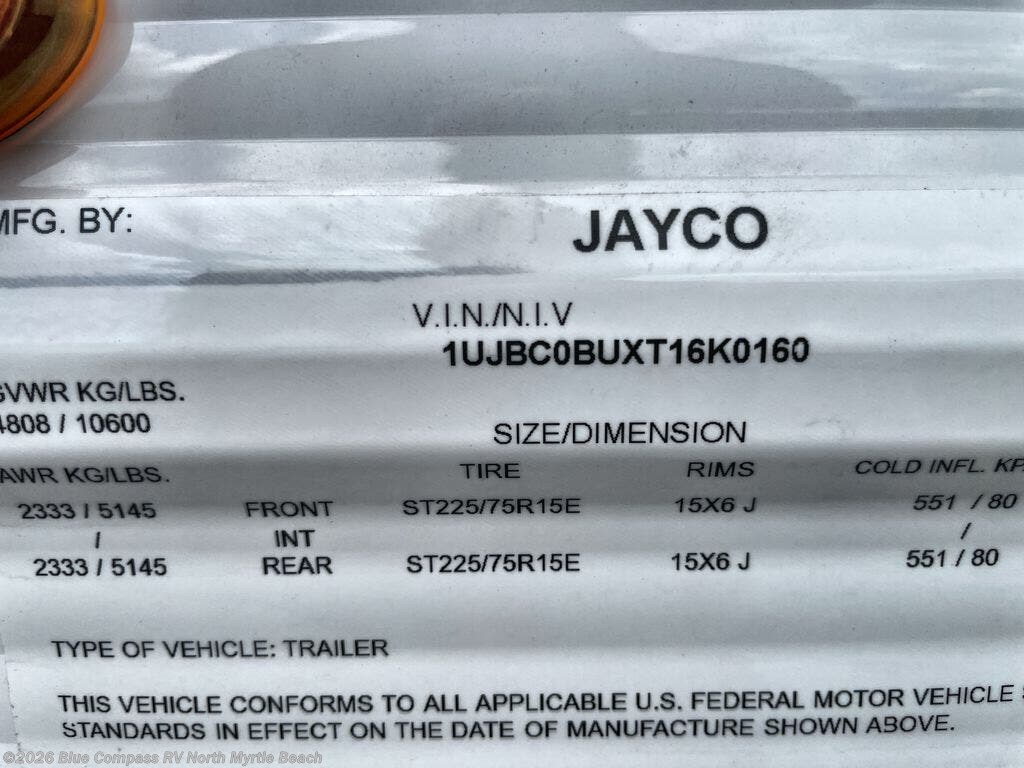 MFG. BY:
JAYCO
V.I.N./N.I.V
1UJBC0BUXT16K0160
GVWR KG/LBS.
4808 / 10600
SIZE/DIMENSION
AWR KG/LBS. TIRE RIMS COLD INFL. KP
2333 / 5145 FRONT ST225/75R15E 15X6 J 551 / 80
/ INT /
2333 / 5145 REAR ST225/75R15E 15X6 J 551 / 80
TYPE OF VEHICLE: TRAILER
THIS VEHICLE CONFORMS TO ALL APPLICABLE U.S. FEDERAL MOTOR VEHICLE
STANDARDS IN EFFECT ON THE DATE OF MANUFACTURE SHOWN ABOVE.
©2026 Blue Compass RV North Myrtle Beach